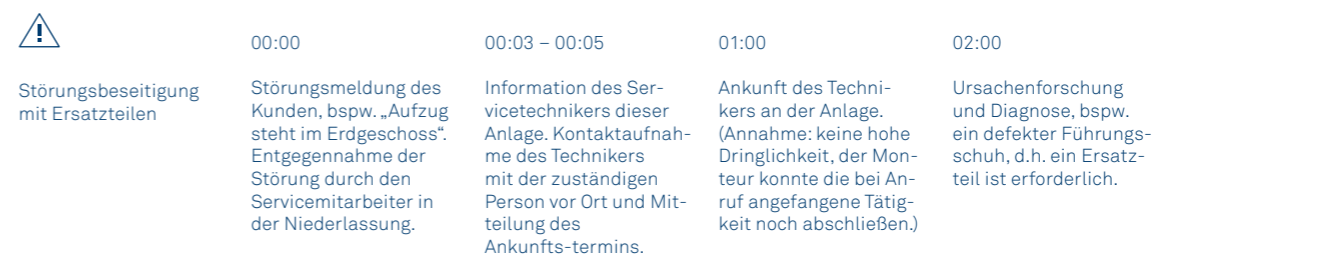 Störungsbeseitigung
mit Ersatzteilen
00:00
Störungsmeldung des
Kunden, bspw. „Aufzug
steht im Erdgeschoss“.
Entgegennahme der
Störung durch den
Servicemitarbeiter in
der Niederlassung.
00:03 – 00:05
Information des Ser-
vicetechnikers dieser
Anlage. Kontaktaufnah-
me des Technikers
mit der zuständigen
Person vor Ort und Mit-
teilung des
Ankunfts-termins.
01:00
Ankunft des Techni-
kers an der Anlage.
(Annahme: keine hohe
Dringlichkeit, der Mon-
teur konnte die bei An-
ruf angefangene Tätig-
keit noch abschließen.)
02:00
Ursachenforschung
und Diagnose, bspw.
ein defekter Führungs-
schuh, d.h. ein Ersatz-
teil ist erforderlich.